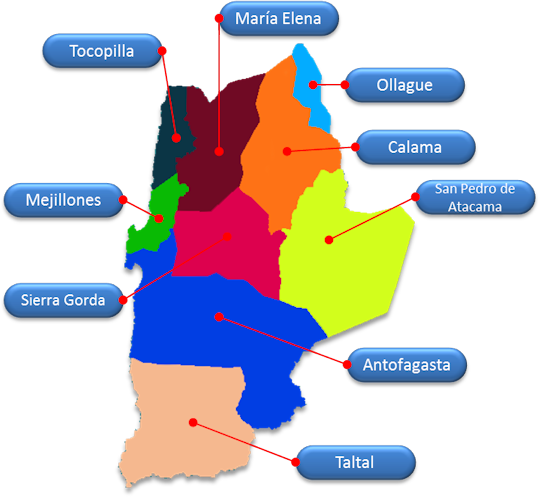 María Elena
Tocopilla
Ollague
Calama
Mejillones
San Pedro de
Atacama
Sierra Gorda
Antofagasta
Taltal